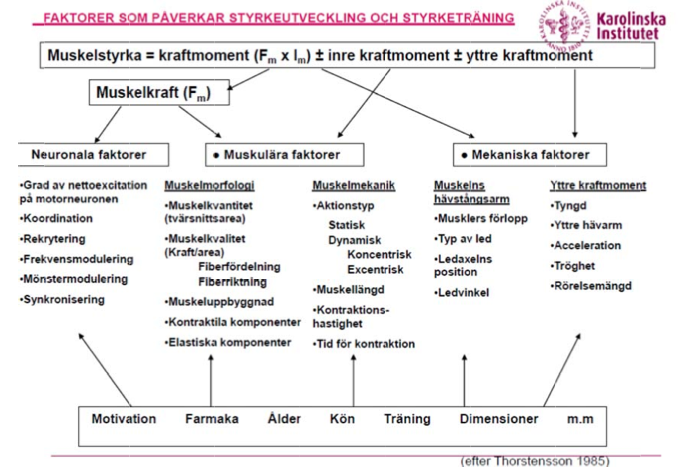 FAKTORER SOM PÅVERKAR STYRKEUTVECKLING OCH STYRKETRÄNING
KAROLINSKA INSTITUTET
ANNO 1810
Karolinska
Institutet
Muskelstyrka = kraftmoment (Fm x lm) ± inre kraftmoment ± yttre kraftmoment
Muskelkraft (Fm)
Neuronala faktorer
• Muskulära faktorer
• Mekaniska faktorer
•Grad av nettoexcitation
på motorneuronen
•Koordination
•Rekrytering
•Frekvensmodulering
•Mönstermodulering
•Synkronisering
Muskelmorfologi
•Muskelkvantitet
(tvärsnittsarea)
•Muskelkvalitet
(Kraft/area)
Fiberfördelning
Fiberriktning
•Muskeluppbyggnad
•Kontraktila komponenter
•Elastiska komponenter
Muskelmekanik
•Aktionstyp
Statisk
Dynamisk
Koncentrisk
Excentrisk
•Muskellängd
•Kontraktions-
hastighet
•Tid för kontraktion
Muskelns
hävstångsarm
•Musklers förlopp
•Typ av led
•Ledaxelns
position
•Ledvinkel
Yttre kraftmoment
•Tyngd
•Yttre hävarm
•Acceleration
•Tröghet
•Rörelsemängd
Motivation Farmaka Ålder Kön Träning Dimensioner m.m
(efter Thorstensson 1985)